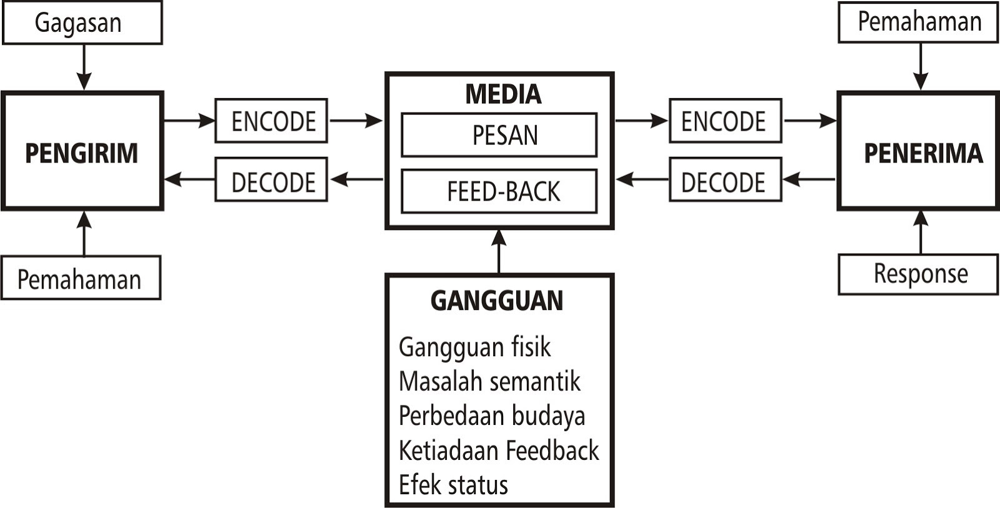 Gagasan
Pemahaman
MEDIA
ENCODE
PESAN
ENCODE
PENGIRIM
PENERIMA
DECODE
FEED-BACK
DECODE
Pemahaman
Response
GANGGUAN
Gangguan fisik
Masalah semantik
Perbedaan budaya
Ketiadaan Feedback
Efek status